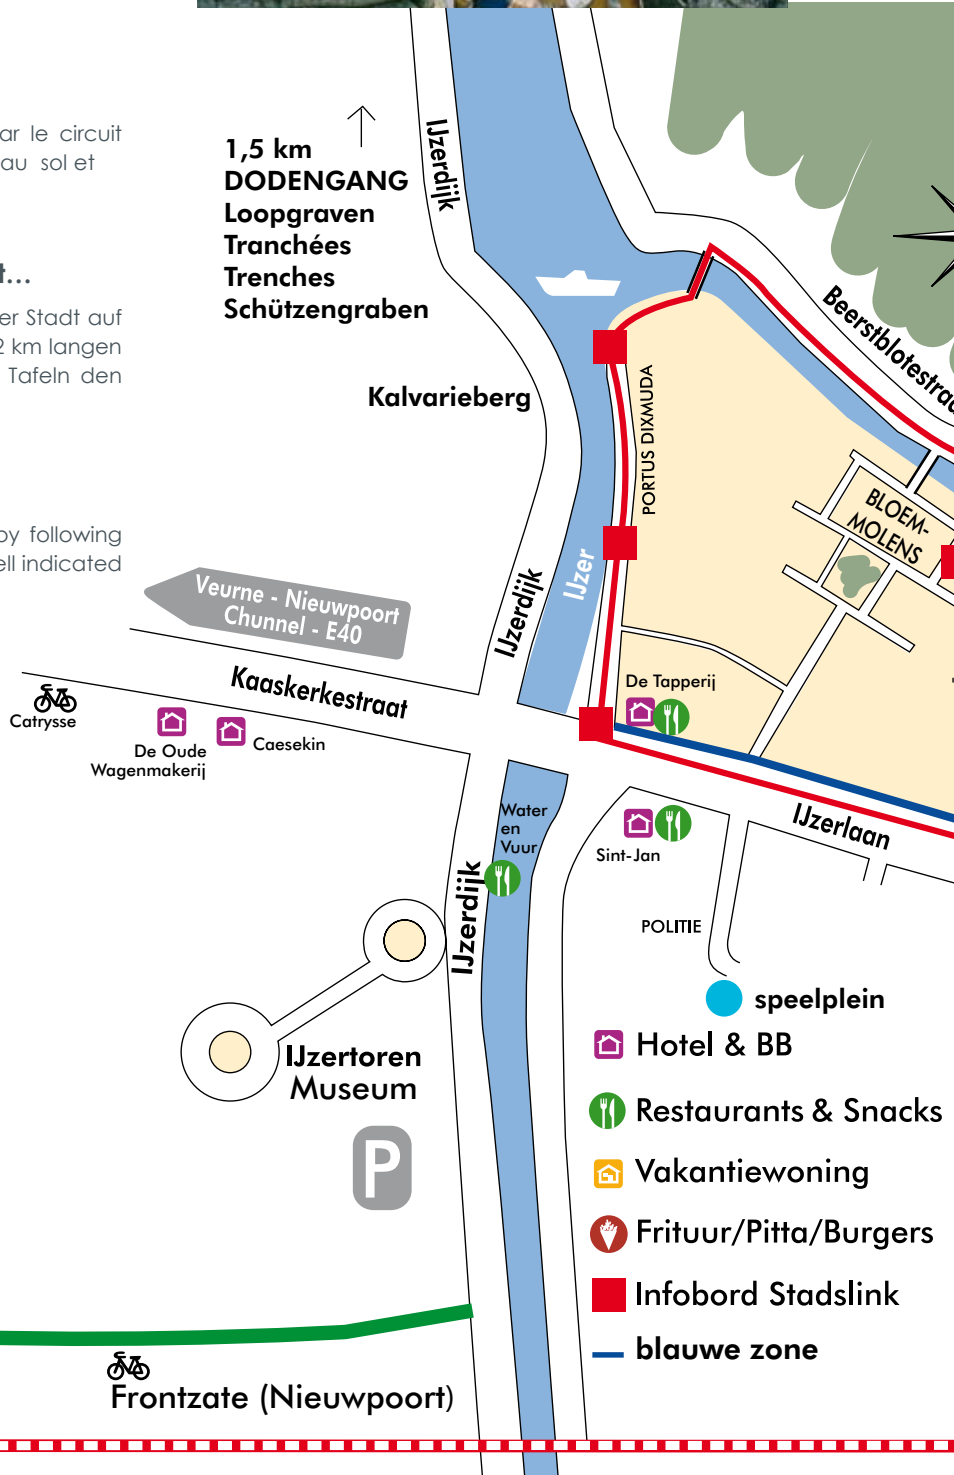 ar le circuit
au sol et
t...
er Stadt auf
2 km langen
Tafeln den
by following
ell indicated
1,5 km
DODENGANG
Loopgraven
Tranchées
Trenches
Schützengraben
IJzerdijk
Kalvarieberg
PORTUS DIXMUDA
Beerstblotestraa
BLOEM-
MOLENS
IJzer
IJzerdijk
Veurne - Nieuwpoort
Chunnel - E40
Kaaskerkestraat
Catrysse
De Oude
Wagenmakerij
Caesekin
De Tapperij
IJzerlaan
Water
en
Vuur
Sint-Jan
IJzerdijk
POLITIE
speelplein
IJzertoren
Museum
P
Hotel & BB
Restaurants & Snacks
Vakantiewoning
Frituur/Pitta/Burgers
Infobord Stadslink
blauwe zone
Frontzate (Nieuwpoort)